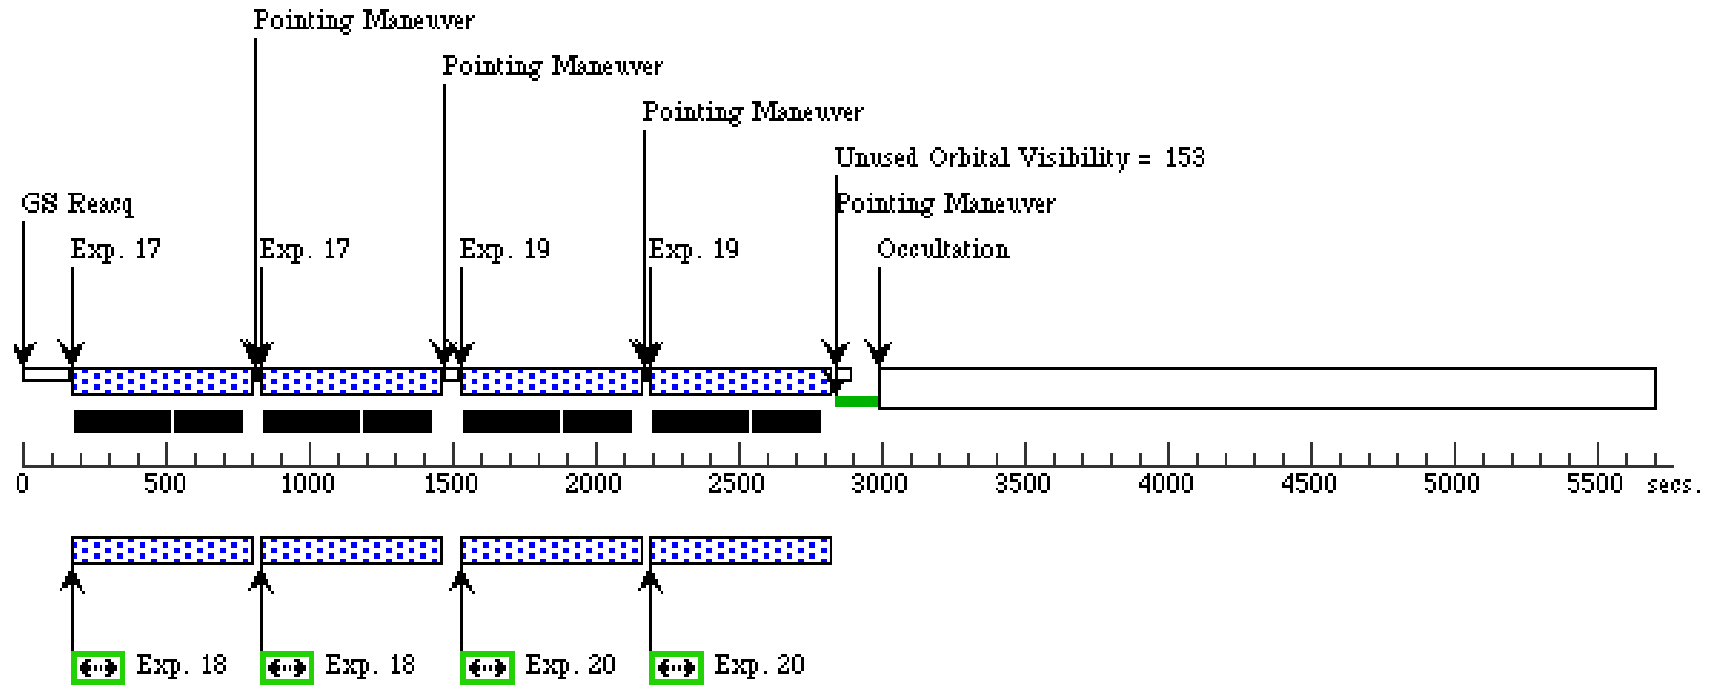 Pointing Maneuver
Pointing Maneuver
Pointing Maneuver
Unused Orbital Visibility = 153
GS Reacq
Pointing Maneuver
Exp. 17
Exp. 17
Exp. 19
Exp. 19
Occultation
0 500 1000 1500 2000 2500 3000 3500 4000 4500 5000 5500 secs.
Exp. 18
Exp. 18
Exp. 20
Exp. 20